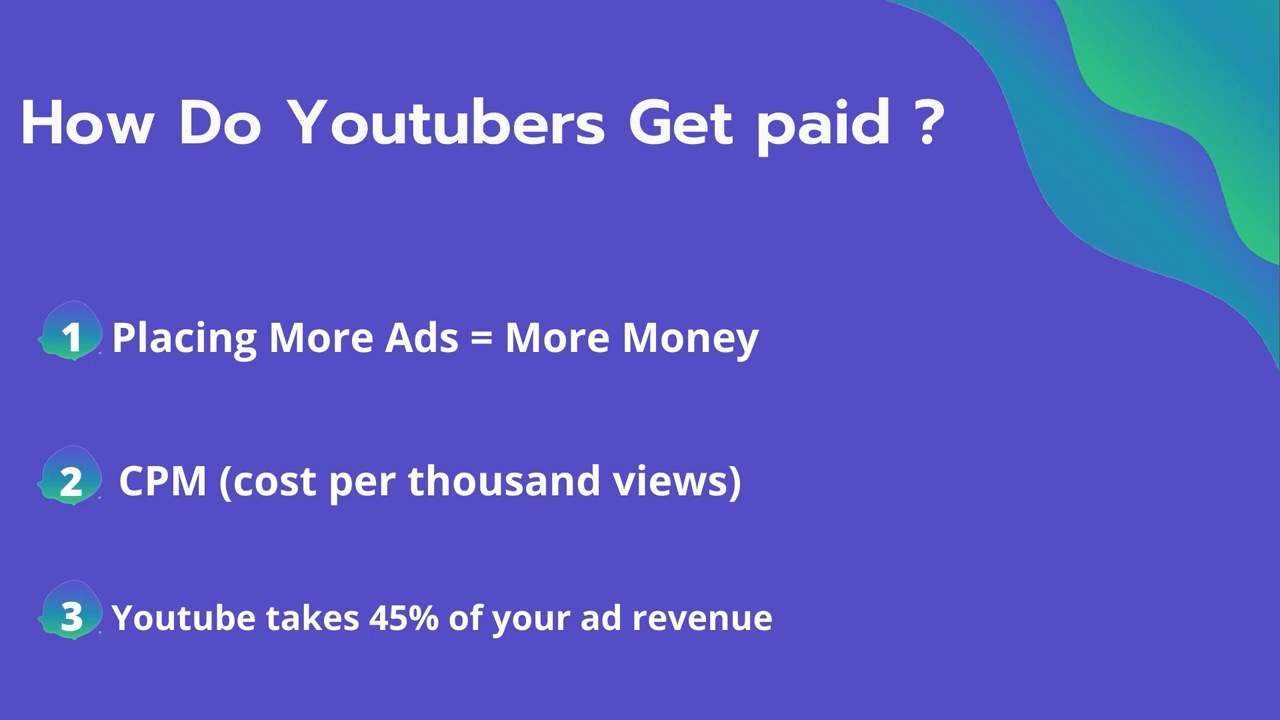 How Do Youtubers Get paid ?
1 Placing More Ads = More Money
2 CPM (cost per thousand views)
3 Youtube takes 45% of your ad revenue